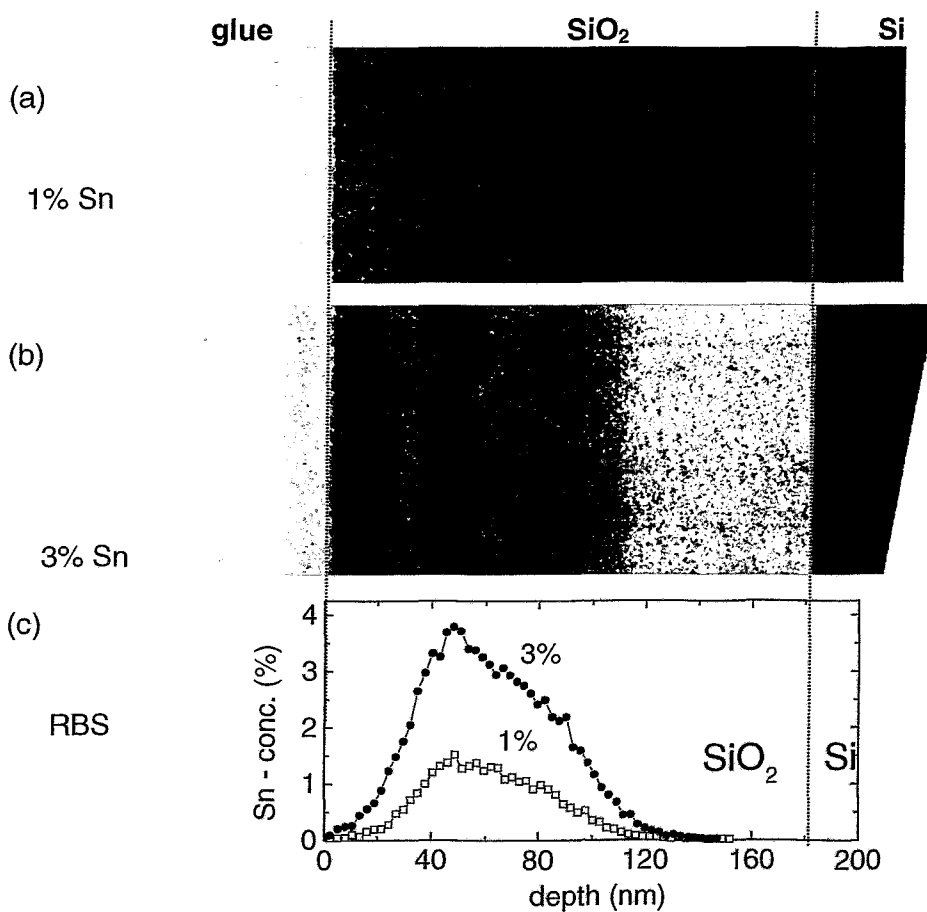 glue SiO₂ Si
(a)
1% Sn
(b)
3% Sn
(c)
RBS
Sn - conc. (%)
4
3
2
1
0
3%
1%
SiO₂ Si
0 40 80 120 160 200
depth (nm)